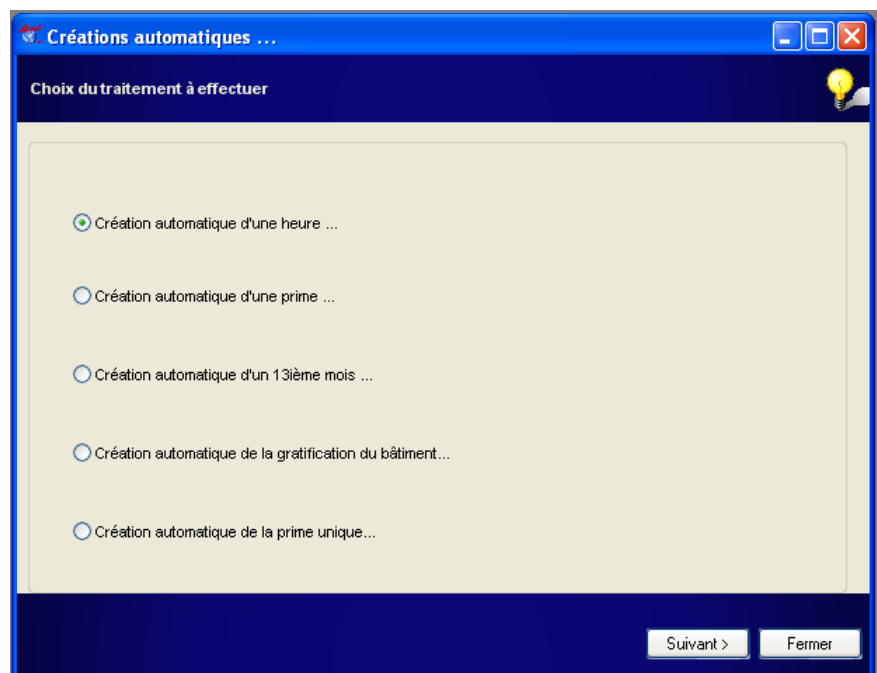 Créations automatiques ...
Choix du traitement à effectuer
Création automatique d'une heure ...
Création automatique d'une prime ...
Création automatique d'un 13ième mois ...
Création automatique de la gratification du bâtiment...
Création automatique de la prime unique...
Suivant > Fermer